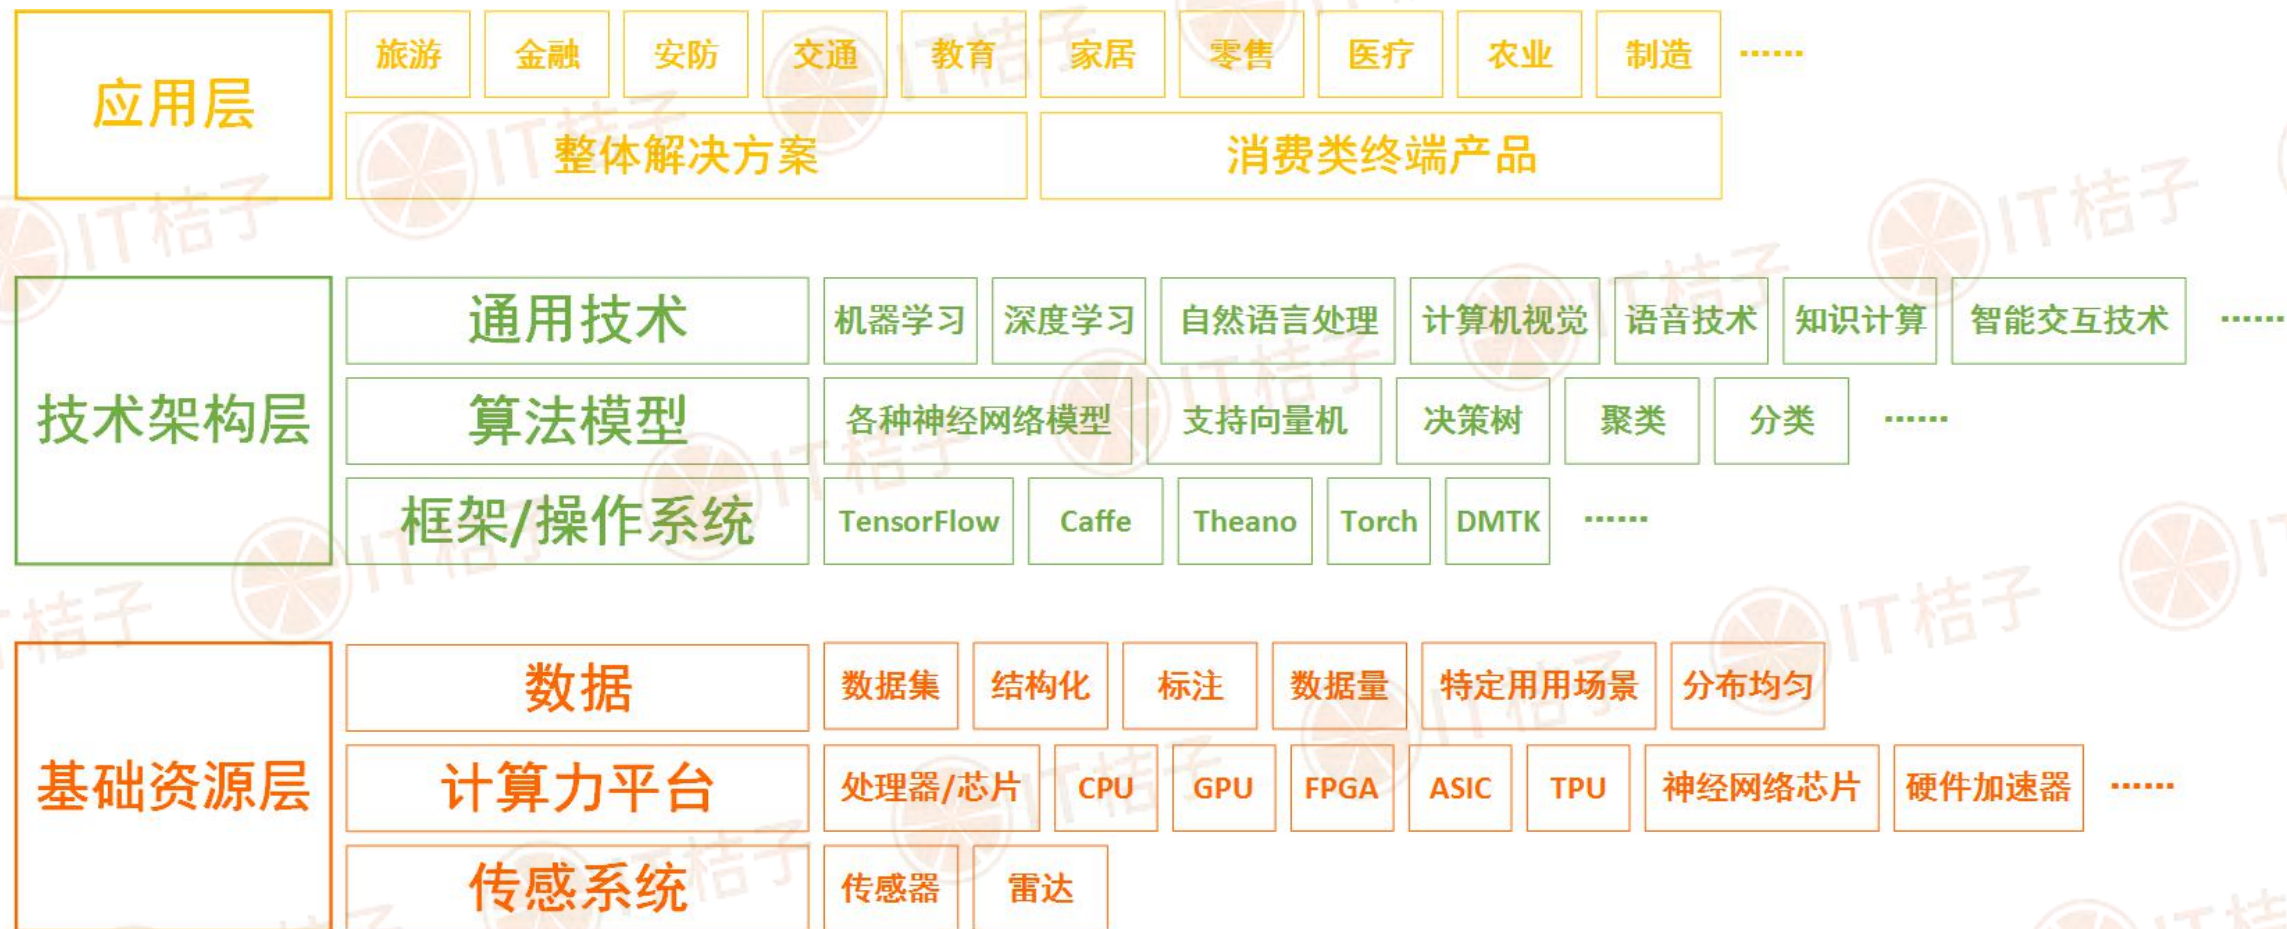 应用层
旅游 金融 安防 交通 教育 家居 零售 医疗 农业 制造 ……
整体解决方案 消费类终端产品
技术架构层
通用技术 机器学习 深度学习 自然语言处理 计算机视觉 语音技术 知识计算 智能交互技术 ……
算法模型 各种神经网络模型 支持向量机 决策树 聚类 分类 ……
框架/操作系统 TensorFlow Caffe Theano Torch DMTK ……
基础资源层
数据 数据集 结构化 标注 数据量 特定用用场景 分布均匀
计算力平台 处理器/芯片 CPU GPU FPGA ASIC TPU 神经网络芯片 硬件加速器 ……
传感系统 传感器 雷达
IT桔子